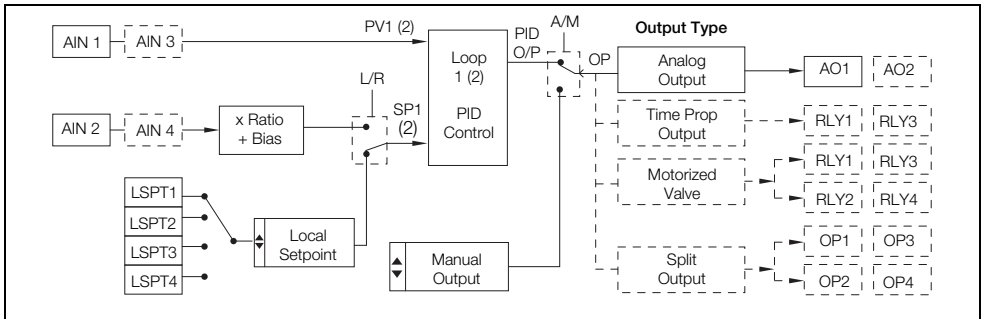 AIN 1
AIN 3
PV1 (2)
Loop
1 (2)
PID
Control
PID
O/P
A/M
OP
Output Type
Analog
Output
AO1
AO2
L/R
SP1
(2)
AIN 2
AIN 4
x Ratio
+ Bias
Time Prop
Output
RLY1
RLY3
Motorized
Valve
RLY1
RLY3
RLY2
RLY4
LSPT1
LSPT2
LSPT3
LSPT4
Local
Setpoint
Manual
Output
Split
Output
OP1
OP3
OP2
OP4